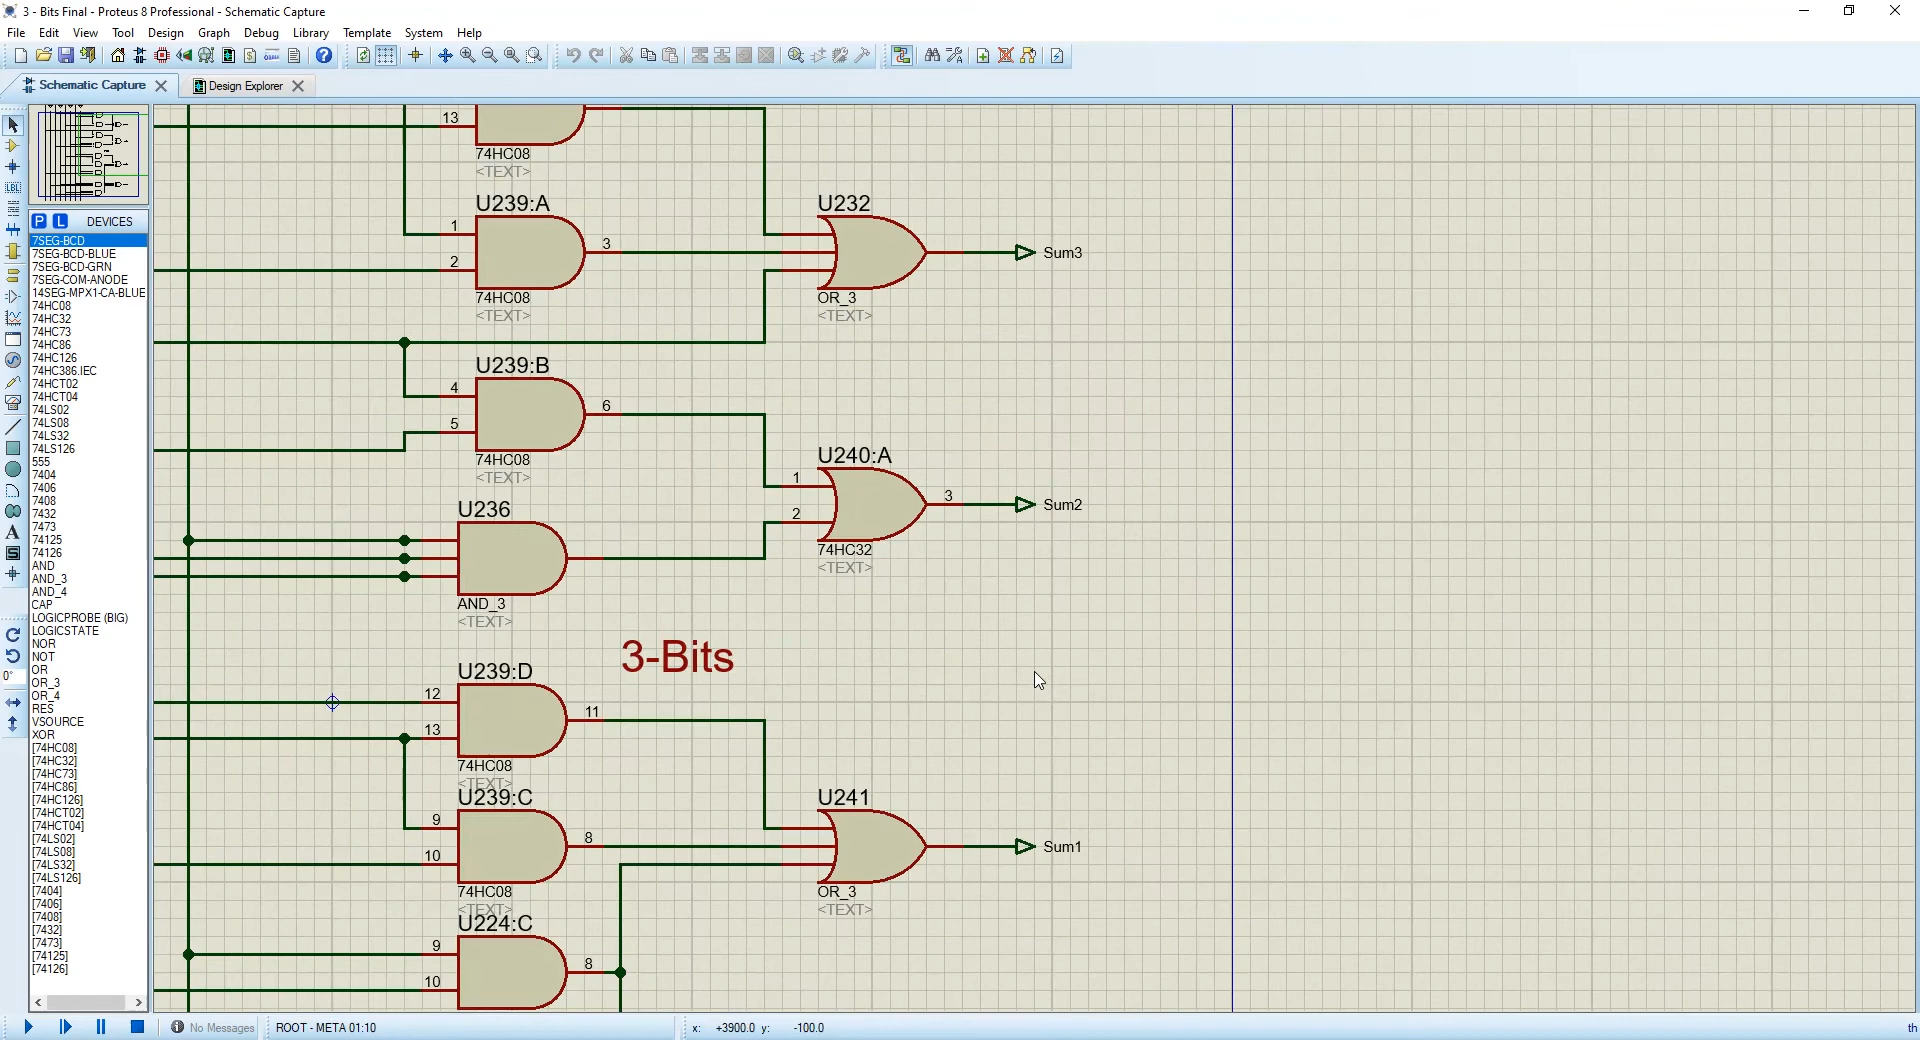 3 - Bits Final - Proteus 8 Professional - Schematic Capture
File Edit View Tool Design Graph Debug Library Template System Help
Schematic Capture Design Explorer
P L DEVICES
7SEG-BCD
7SEG-BCD-BLUE
7SEG-BCD-GRN
7SEG-COM-ANODE
14SEG-MPX1-CA-BLUE
74HC08
74HC32
74HC73
74HC86
74HC126
74HC386.IEC
74HCT02
74HCT04
74LS02
74LS08
74LS32
74LS126
555
7404
7406
7408
7432
7473
74125
74126
AND
AND_3
AND_4
CAP
LOGICPROBE (BIG)
LOGICSTATE
NOR
NOT
OR
OR_3
OR_4
RES
VSOURCE
XOR
[74HC08]
[74HC32]
[74HC73]
[74HC86]
[74HC126]
[74HCT02]
[74HCT04]
[74LS02]
[74LS08]
[74LS32]
[74LS126]
[7404]
[7406]
[7408]
[7432]
[7473]
[74125]
[74126]
LBL
A
S
0°
13
74HC08
<TEXT>
U239:A
1
2
3
74HC08
<TEXT>
U232
OR_3
<TEXT>
Sum3
U239:B
4
5
6
74HC08
<TEXT>
U240:A
1
2
3
74HC32
<TEXT>
Sum2
U236
AND_3
<TEXT>
3-Bits
U239:D
12
13
11
74HC08
<TEXT>
U239:C
9
10
8
74HC08
<TEXT>
U241
OR_3
<TEXT>
Sum1
U224:C
9
10
8
No Messages ROOT - META 01:10 x: +3900.0 y: -100.0 th